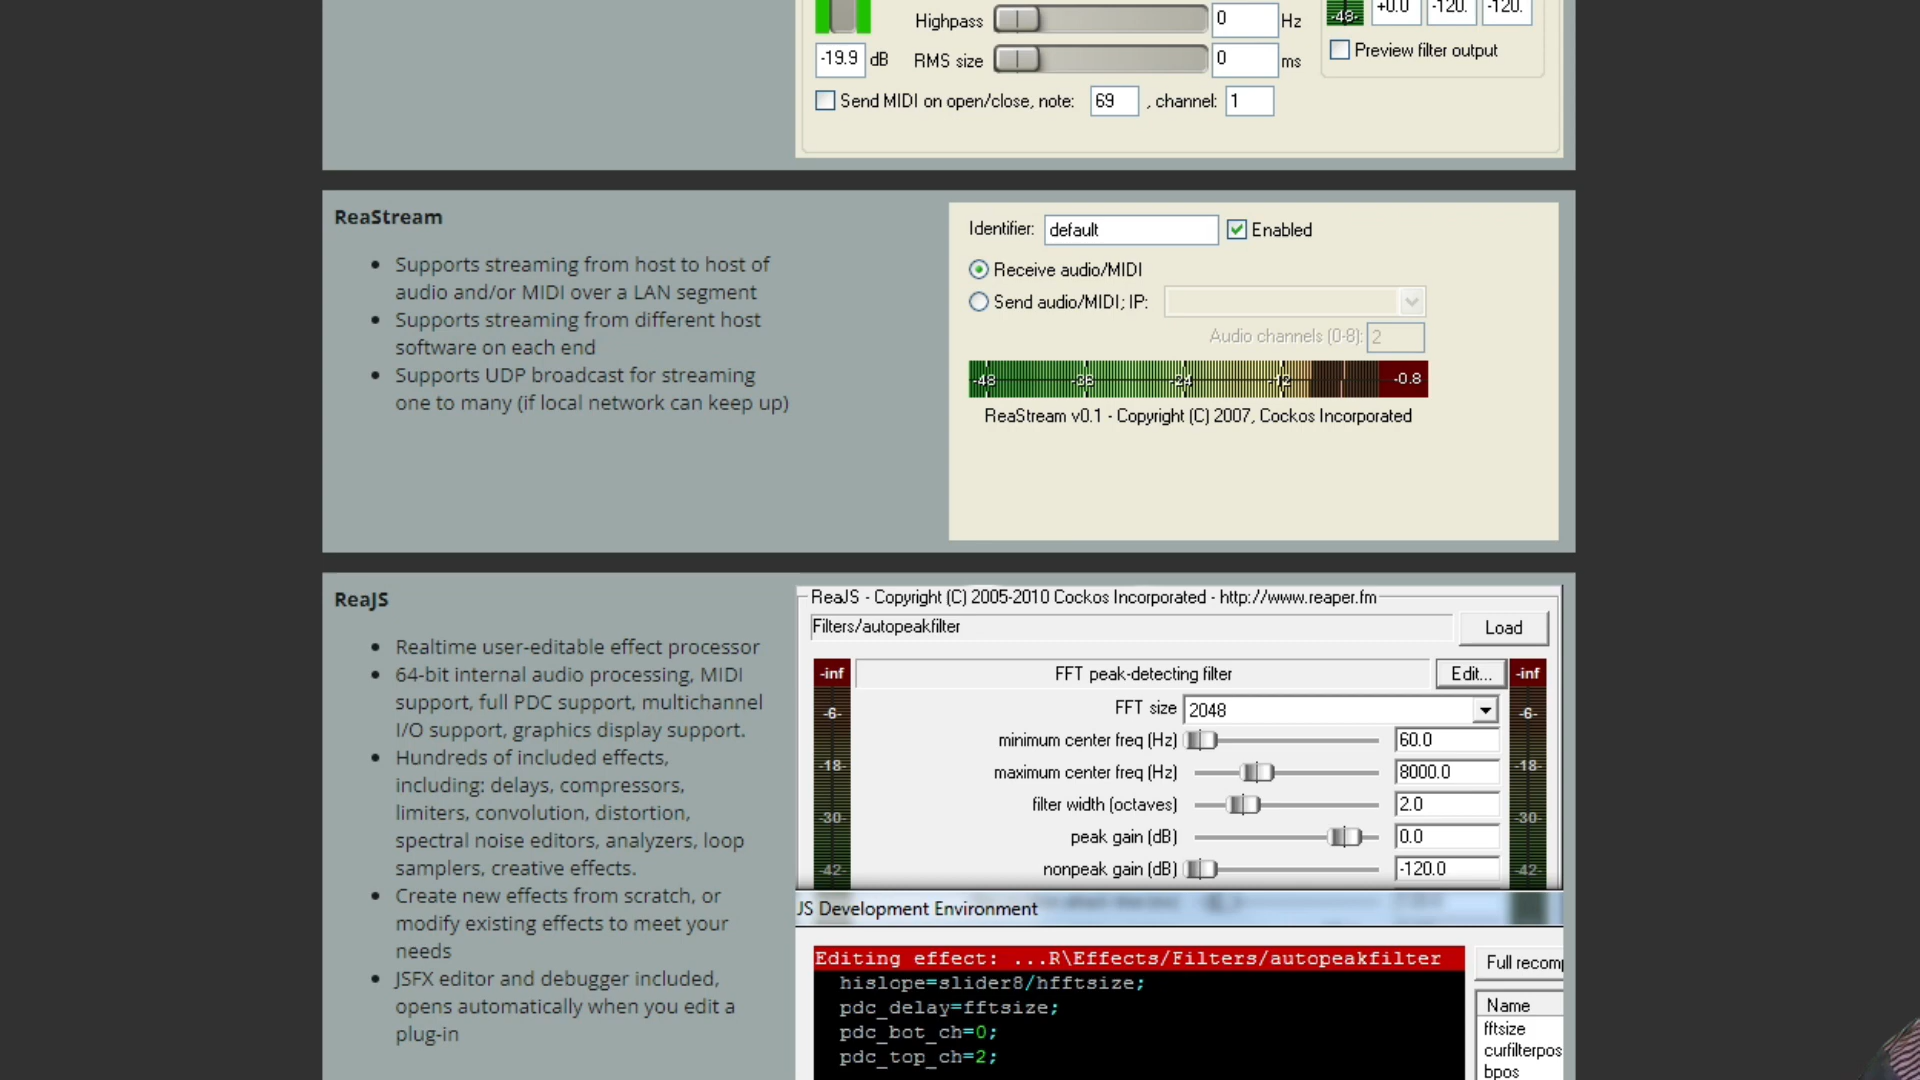 -48-
+0.0
-120.
-120.
Highpass
0
Hz
Preview filter output
-19.9
dB
RMS size
0
ms
Send MIDI on open/close, note:
69
, channel:
1
ReaStream
Supports streaming from host to host of
audio and/or MIDI over a LAN segment
Supports streaming from different host
software on each end
Supports UDP broadcast for streaming
one to many (if local network can keep up)
Identifier:
default
Enabled
Receive audio/MIDI
Send audio/MIDI; IP:
Audio channels (0-8):
2
-48
-36
-24
-12
-0.8
ReaStream v0.1 - Copyright (C) 2007, Cockos Incorporated
ReaJS
Realtime user-editable effect processor
64-bit internal audio processing, MIDI
support, full PDC support, multichannel
I/O support, graphics display support.
Hundreds of included effects,
including: delays, compressors,
limiters, convolution, distortion,
spectral noise editors, analyzers, loop
samplers, creative effects.
Create new effects from scratch, or
modify existing effects to meet your
needs
JSFX editor and debugger included,
opens automatically when you edit a
plug-in
ReaJS - Copyright (C) 2005-2010 Cockos Incorporated - http://www.reaper.fm
Filters/autopeakfilter
Load
-inf
FFT peak-detecting filter
Edit...
-inf
-6-
FFT size
2048
-6-
minimum center freq (Hz)
60.0
-18-
maximum center freq (Hz)
8000.0
-18-
filter width (octaves)
2.0
-30-
peak gain (dB)
0.0
-30-
-42-
nonpeak gain (dB)
-120.0
-42-
JS Development Environment
Editing effect: ...R\Effects/Filters/autopeakfilter
hislope=slider8/hfftsize;
pdc_delay=fftsize;
pdc_bot_ch=0;
pdc_top_ch=2;
Full recom
Name
fftsize
curfilterpos
bpos